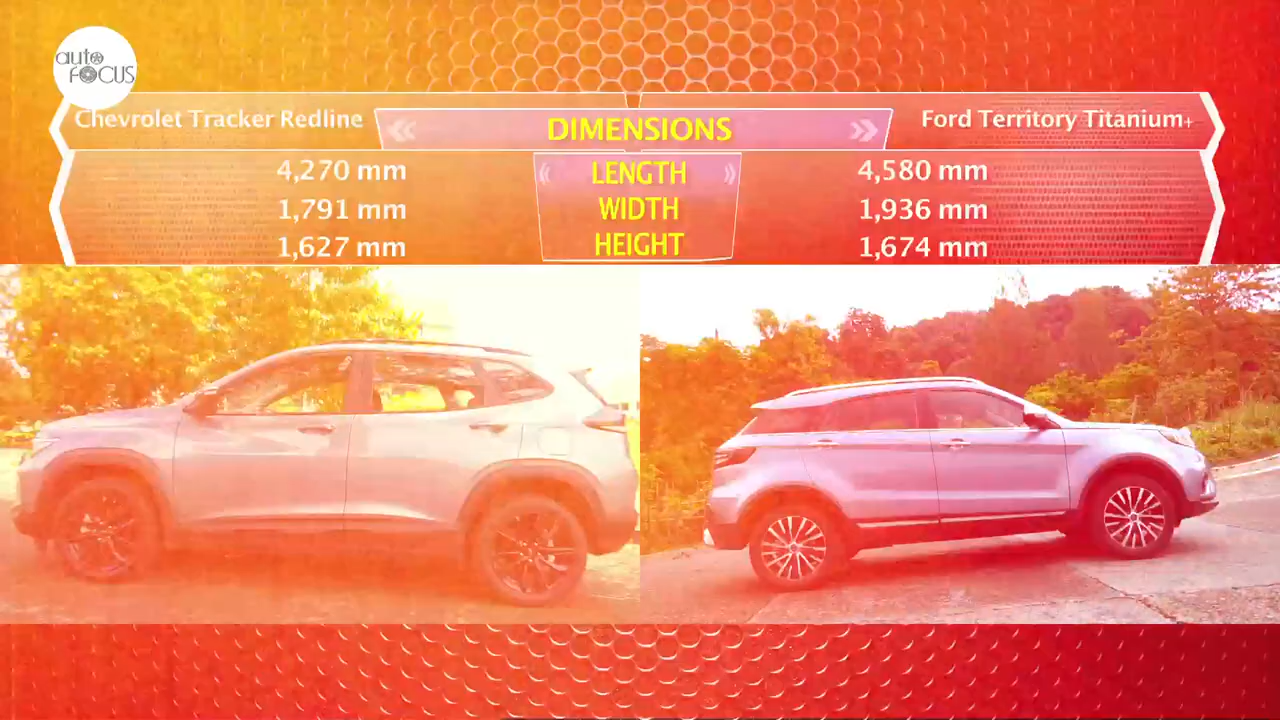 auto
FOCUS
Chevrolet Tracker Redline « DIMENSIONS » Ford Territory Titanium+
4,270 mm « LENGTH » 4,580 mm
1,791 mm WIDTH 1,936 mm
1,627 mm HEIGHT 1,674 mm